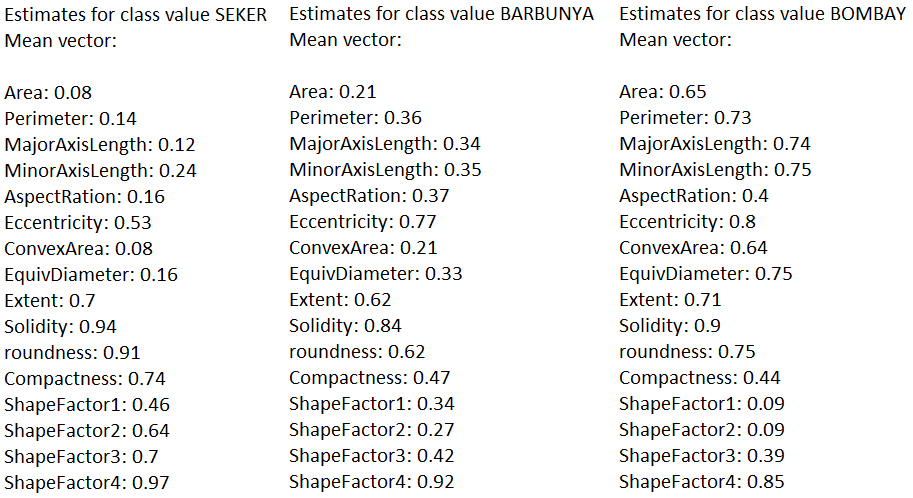 Estimates for class value SEKER
Mean vector:
Area: 0.08
Perimeter: 0.14
MajorAxisLength: 0.12
MinorAxisLength: 0.24
AspectRation: 0.16
Eccentricity: 0.53
ConvexArea: 0.08
EquivDiameter: 0.16
Extent: 0.7
Solidity: 0.94
roundness: 0.91
Compactness: 0.74
ShapeFactor1: 0.46
ShapeFactor2: 0.64
ShapeFactor3: 0.7
ShapeFactor4: 0.97
Estimates for class value BARBUNYA
Mean vector:
Area: 0.21
Perimeter: 0.36
MajorAxisLength: 0.34
MinorAxisLength: 0.35
AspectRation: 0.37
Eccentricity: 0.77
ConvexArea: 0.21
EquivDiameter: 0.33
Extent: 0.62
Solidity: 0.84
roundness: 0.62
Compactness: 0.47
ShapeFactor1: 0.34
ShapeFactor2: 0.27
ShapeFactor3: 0.42
ShapeFactor4: 0.92
Estimates for class value BOMBAY
Mean vector:
Area: 0.65
Perimeter: 0.73
MajorAxisLength: 0.74
MinorAxisLength: 0.75
AspectRation: 0.4
Eccentricity: 0.8
ConvexArea: 0.64
EquivDiameter: 0.75
Extent: 0.71
Solidity: 0.9
roundness: 0.75
Compactness: 0.44
ShapeFactor1: 0.09
ShapeFactor2: 0.09
ShapeFactor3: 0.39
ShapeFactor4: 0.85